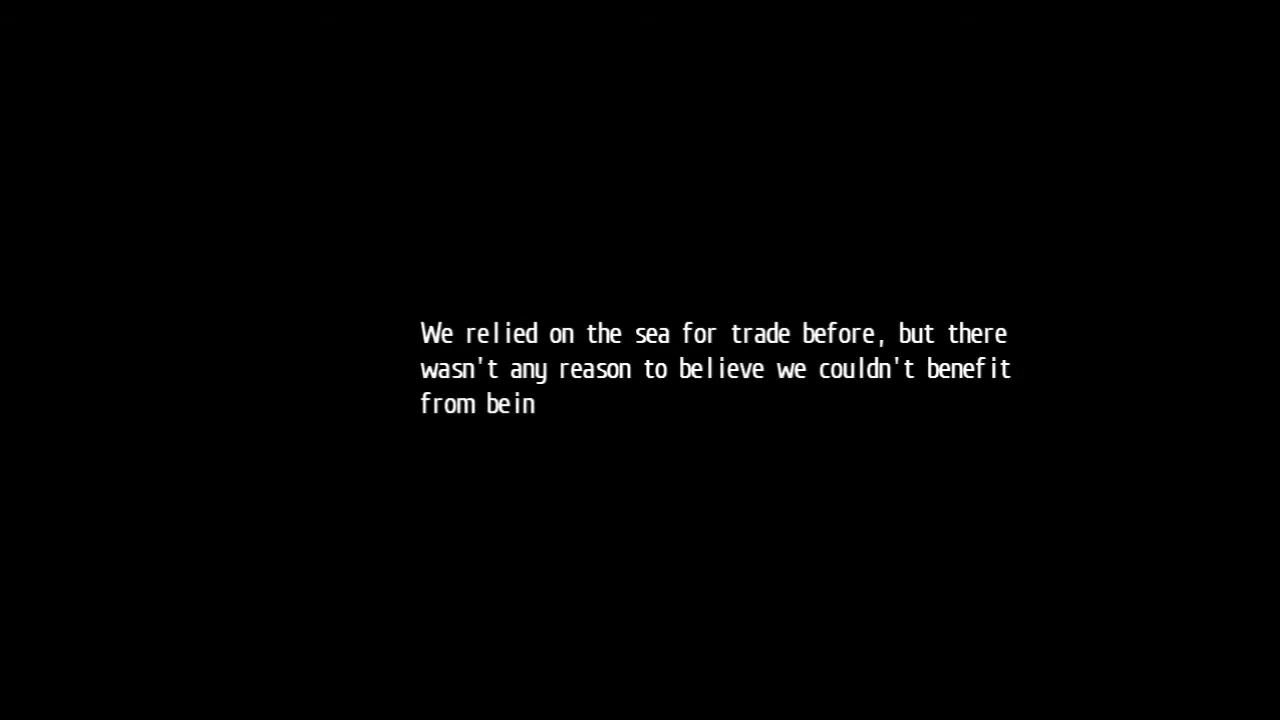 We relied on the sea for trade before, but there
wasn't any reason to believe we couldn't benefit
from bein